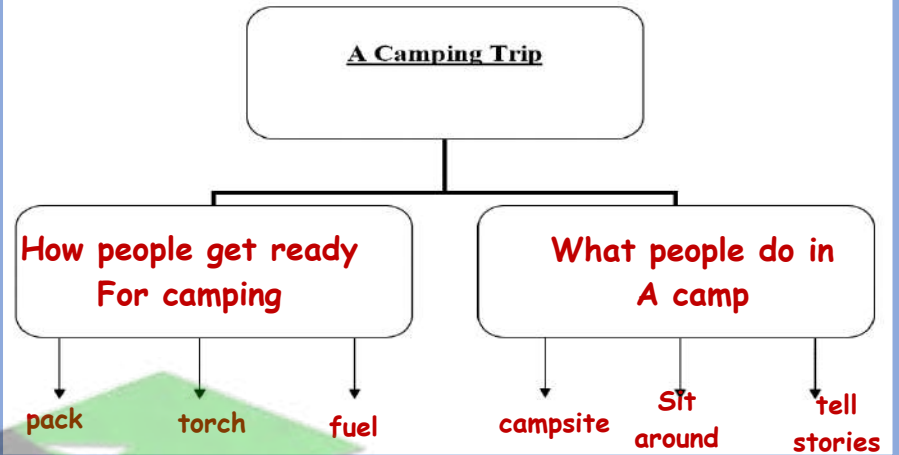 A Camping Trip
How people get ready
For camping
What people do in
A camp
pack
torch
fuel
campsite
SIt
around
tell
stories